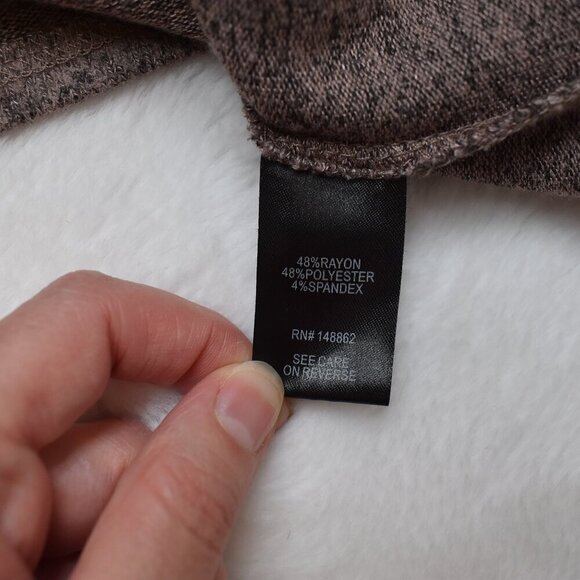 48%RAYON
48%POLYESTER
4%SPANDEX
RN# 148862
SEE CARE
ON REVERSE